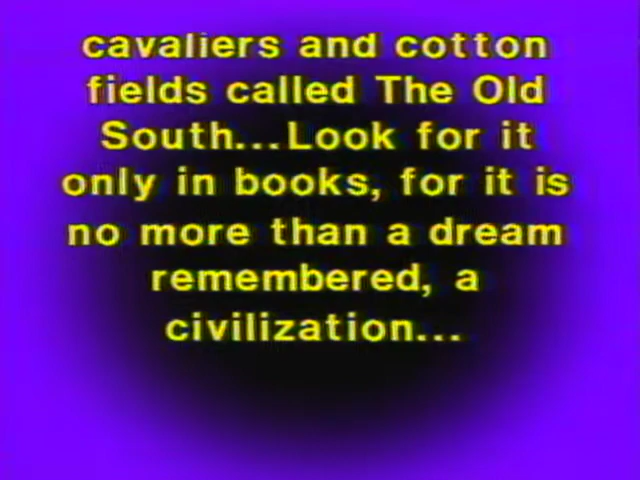 cavaliers and cotton
fields called The Old
South...Look for it
only in books, for it is
no more than a dream
remembered, a
civilization...